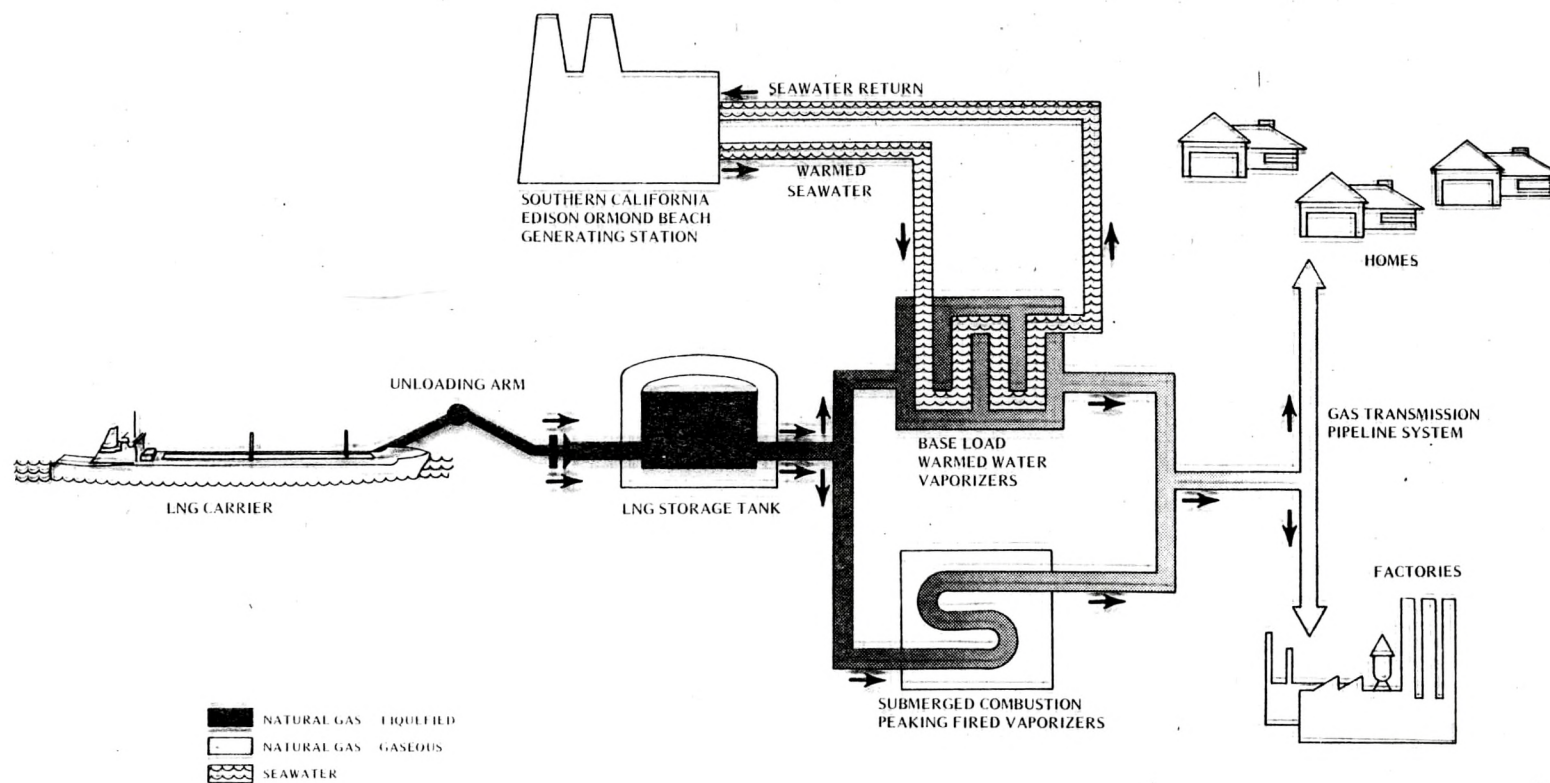 SEAWATER RETURN
WARMED
SEAWATER
SOUTHERN CALIFORNIA
EDISON ORMOND BEACH
GENERATING STATION
HOMES
UNLOADING ARM
GAS TRANSMISSION
PIPELINE SYSTEM
BASE LOAD
WARMED WATER
VAPORIZERS
LNG CARRIER
LNG STORAGE TANK
FACTORIES
SUBMERGED COMBUSTION
PEAKING FIRED VAPORIZERS
NATURAL GAS LIQUEFIED
NATURAL GAS GASEOUS
SEAWATER